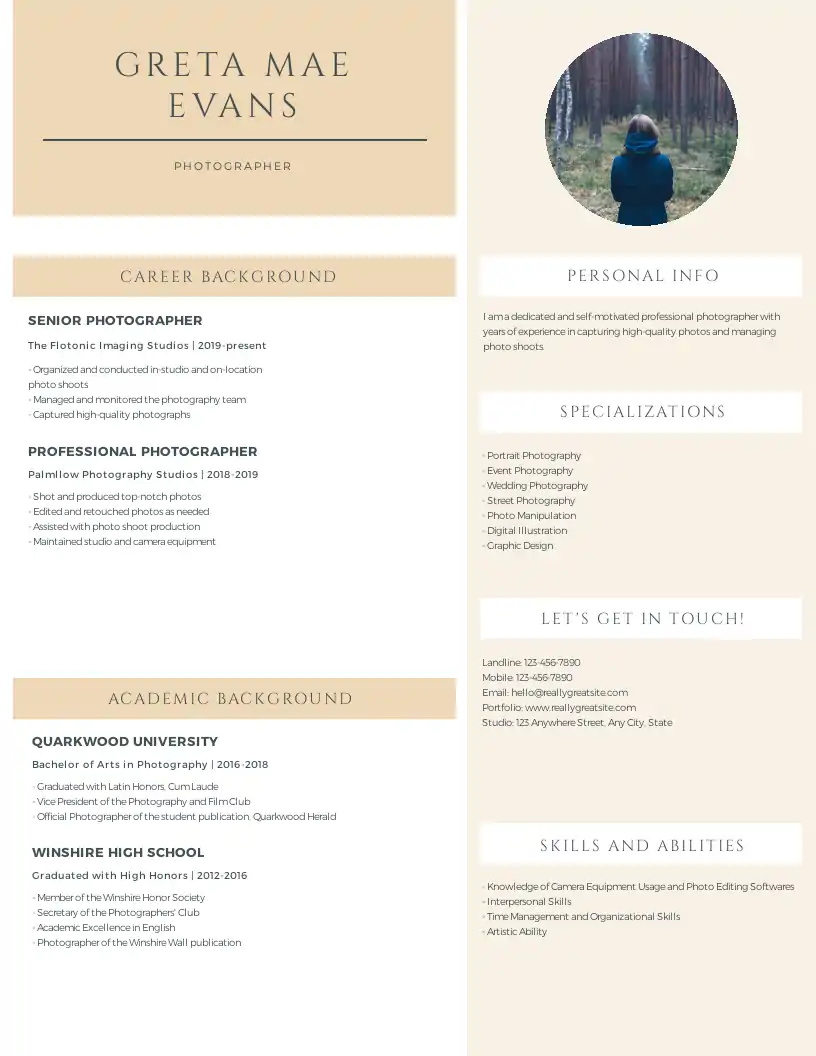 GRETA MAE
EVANS
PHOTOGRAPHER
CAREER BACKGROUND
SENIOR PHOTOGRAPHER
The Flotonic Imaging Studios | 2019-present
- Organized and conducted in-studio and on-location
photo shoots
- Managed and monitored the photography team
- Captured high-quality photographs
PROFESSIONAL PHOTOGRAPHER
Palmllow Photography Studios | 2018-2019
- Shot and produced top-notch photos
- Edited and retouched photos as needed
- Assisted with photo shoot production
- Maintained studio and camera equipment
ACADEMIC BACKGROUND
QUARKWOOD UNIVERSITY
Bachelor of Arts in Photography | 2016-2018
- Graduated with Latin Honors, Cum Laude
- Vice President of the Photography and Film Club
- Official Photographer of the student publication, Quarkwood Herald
WINSHIRE HIGH SCHOOL
Graduated with High Honors | 2012-2016
- Member of the Winshire Honor Society
- Secretary of the Photographers' Club
- Academic Excellence in English
- Photographer of the Winshire Wall publication
PERSONAL INFO
I am a dedicated and self-motivated professional photographer with
years of experience in capturing high-quality photos and managing
photo shoots.
SPECIALIZATIONS
- Portrait Photography
- Event Photography
- Wedding Photography
- Street Photography
- Photo Manipulation
- Digital Illustration
- Graphic Design
LET'S GET IN TOUCH!
Landline: 123-456-7890
Mobile: 123-456-7890
Email: hello@reallygreatsite.com
Portfolio: www.reallygreatsite.com
Studio: 123 Anywhere Street, Any City, State
SKILLS AND ABILITIES
- Knowledge of Camera Equipment Usage and Photo Editing Softwares
- Interpersonal Skills
- Time Management and Organizational Skills
- Artistic Ability